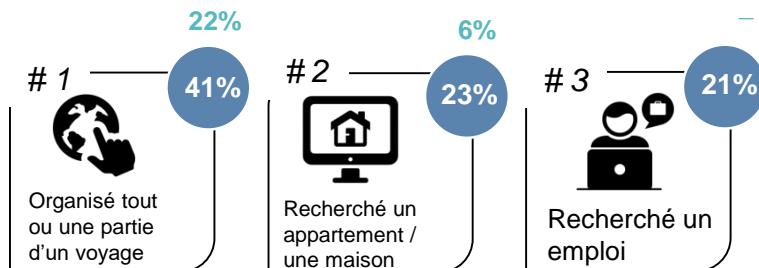 22%
# 1
41%
Organisé tout
ou une partie
d'un voyage
6%
# 2
23%
Recherché un
appartement /
une maison
–
# 3
21%
Recherché un
emploi